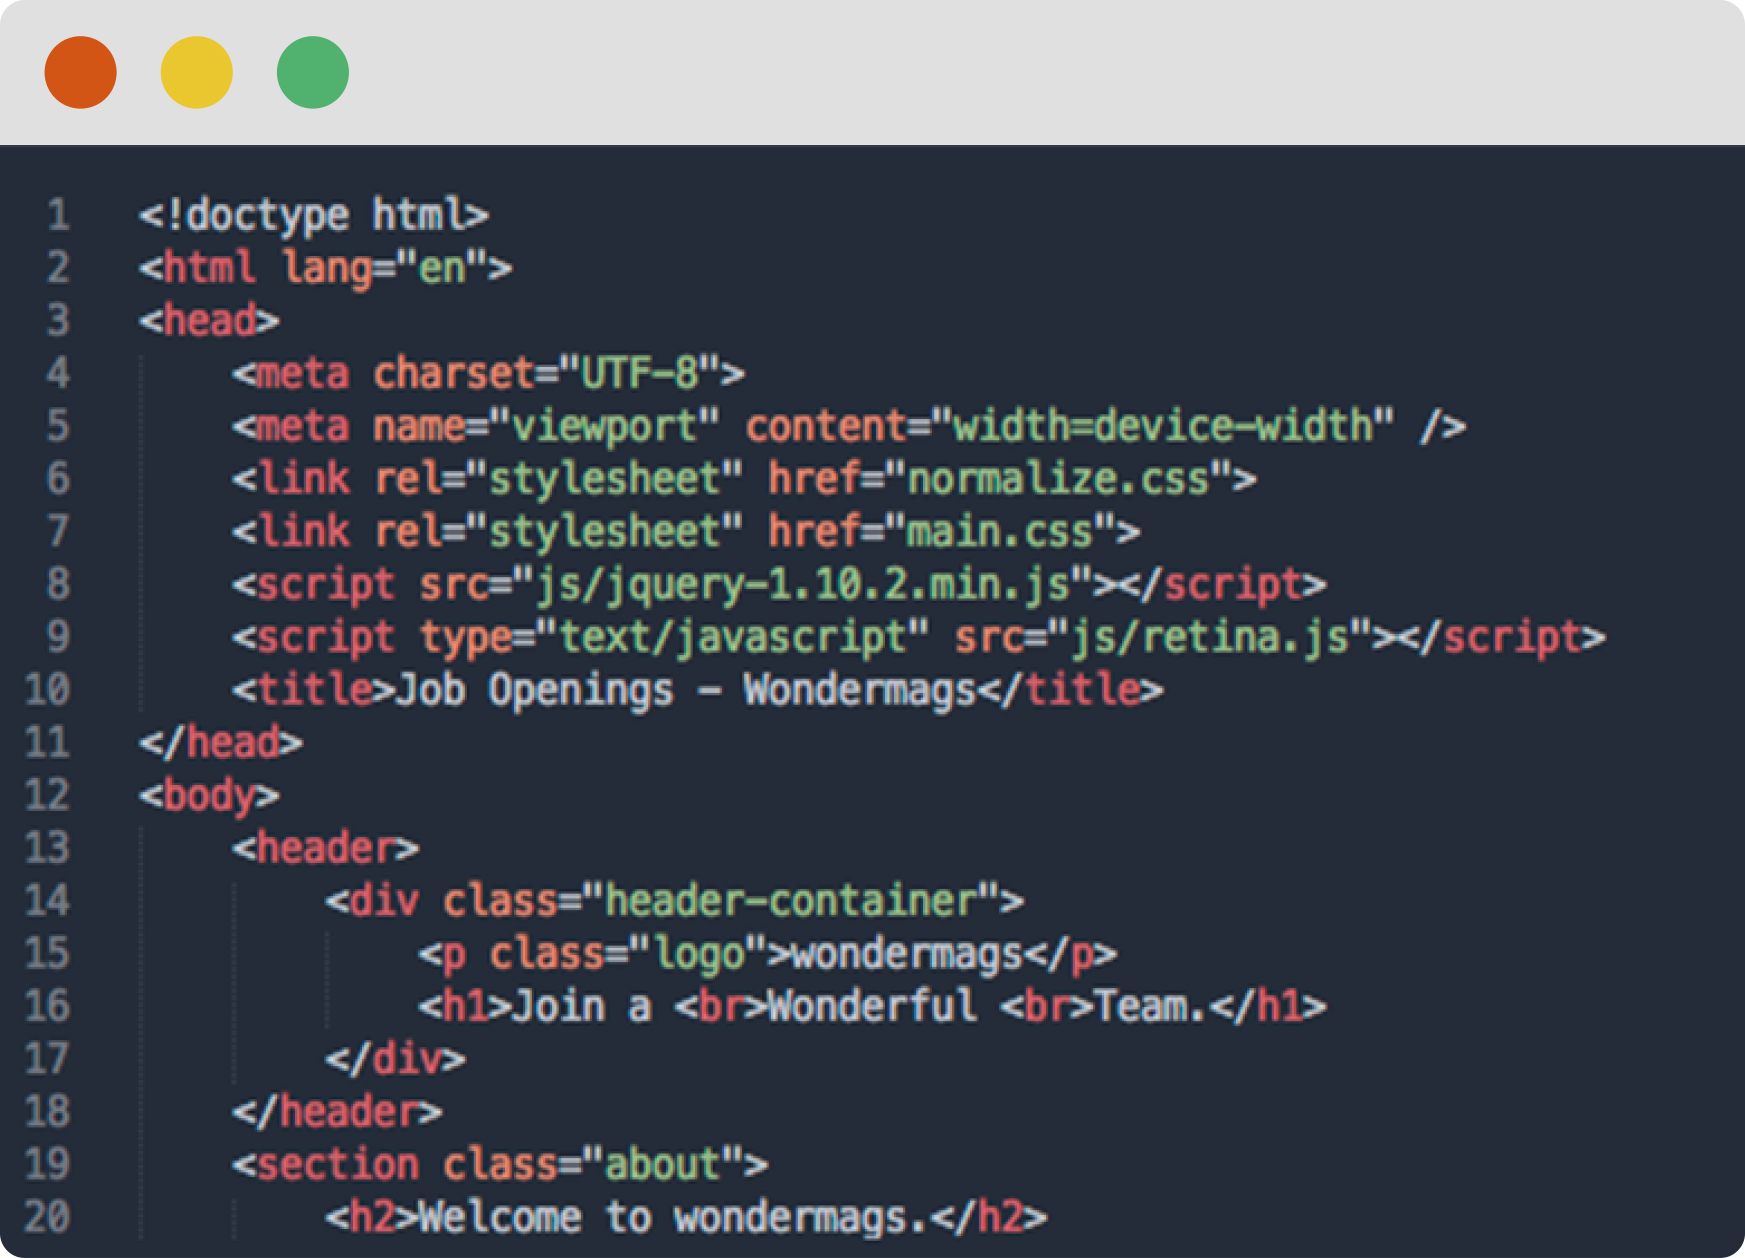 1 <!doctype html>
2 <html lang="en">
3 <head>
4     <meta charset="UTF-8">
5     <meta name="viewport" content="width=device-width" />
6     <link rel="stylesheet" href="normalize.css">
7     <link rel="stylesheet" href="main.css">
8     <script src="js/jquery-1.10.2.min.js"></script>
9     <script type="text/javascript" src="js/retina.js"></script>
10     <title>Job Openings – Wondermags</title>
11 </head>
12 <body>
13     <header>
14         <div class="header-container">
15             <p class="logo">wondermags</p>
16             <h1>Join a <br>Wonderful <br>Team.</h1>
17         </div>
18     </header>
19     <section class="about">
20         <h2>Welcome to wondermags.</h2>